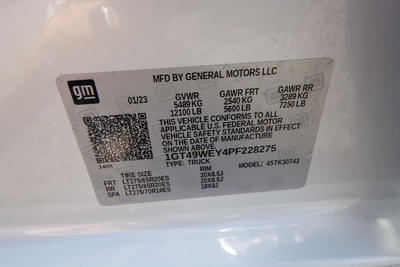 gm
MFD BY GENERAL MOTORS LLC
01/23 GVWR GAWR FRT GAWR RR
5489 KG 2540 KG 3289 KG
12100 LB 5600 LB 7250 LB
THIS VEHICLE CONFORMS TO ALL
APPLICABLE U.S. FEDERAL MOTOR
VEHICLE SAFETY STANDARDS IN EFFECT
ON THE DATE OF MANUFACTURE
SHOWN ABOVE.
1GT49WEY4PF228275
140X TYPE: TRUCK MODEL: 4STK30743
TIRE SIZE RIM
FRT LT275/65R20ES 20X8.5J
RR LT275/65R20ES 20X8.5J
SPA LT275/70R18ES 18X8J